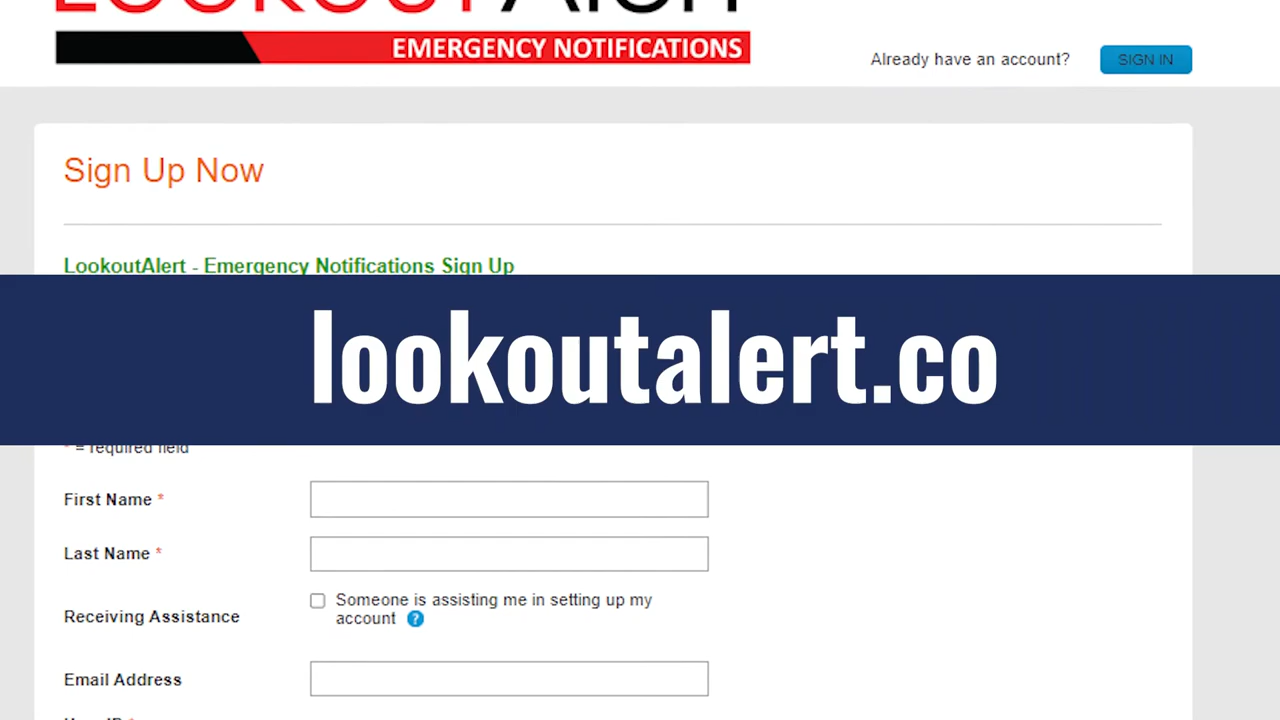 LOOKOUTAlert
EMERGENCY NOTIFICATIONS
Already have an account?
SIGN IN
Sign Up Now
LookoutAlert - Emergency Notifications Sign Up
lookoutalert.co
* = required field
First Name *
Last Name *
Receiving Assistance
Someone is assisting me in setting up my
account ?
Email Address